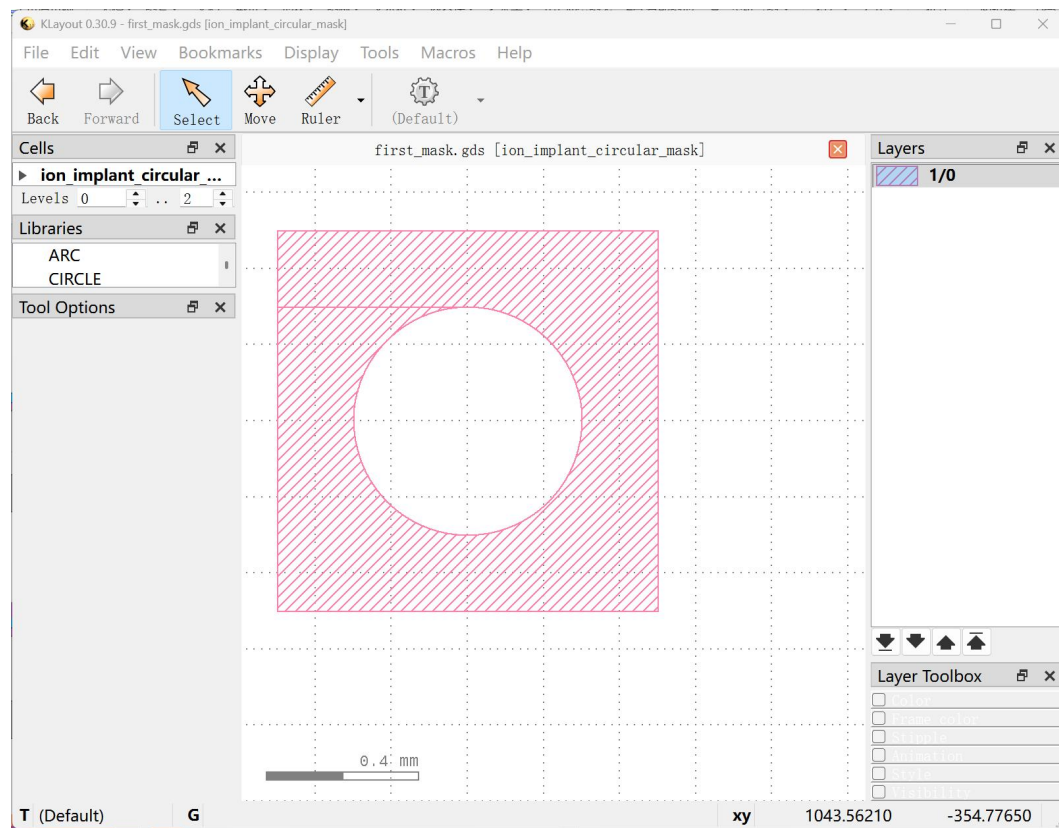 KLayout 0.30.9 - first_mask.gds [ion_implant_circular_mask]
File Edit View Bookmarks Display Tools Macros Help
Back Forward Select Move Ruler (Default)
Cells
first_mask.gds [ion_implant_circular_mask]
Layers
ion_implant_circular_...
1/0
Levels 0 .. 2
Libraries
ARC
CIRCLE
Tool Options
Layer Toolbox
Color
Frame color
Stipple
Animation
Style
Visibility
0.4 mm
T (Default) G xy 1043.56210 -354.77650